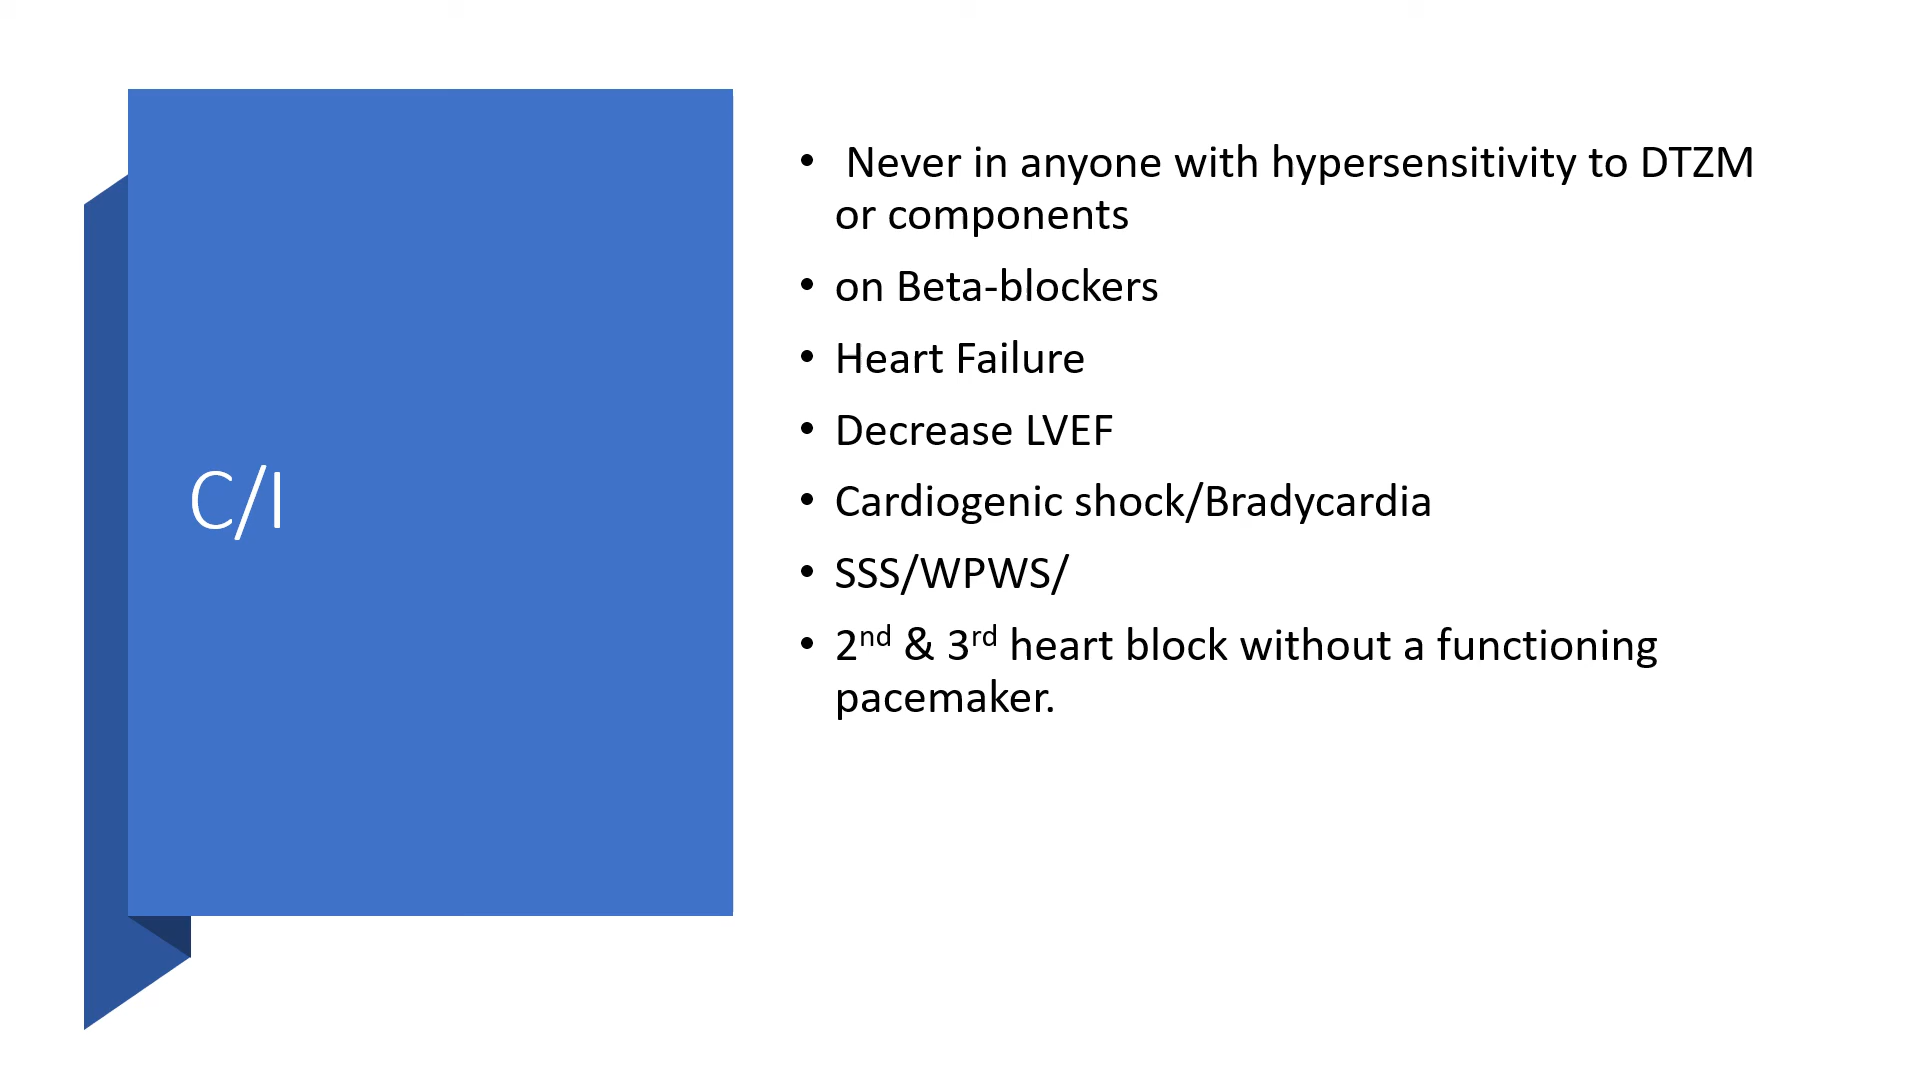 C/I
• Never in anyone with hypersensitivity to DTZM
or components
• on Beta-blockers
• Heart Failure
• Decrease LVEF
• Cardiogenic shock/Bradycardia
• SSS/WPWS/
• 2nd & 3rd heart block without a functioning
pacemaker.